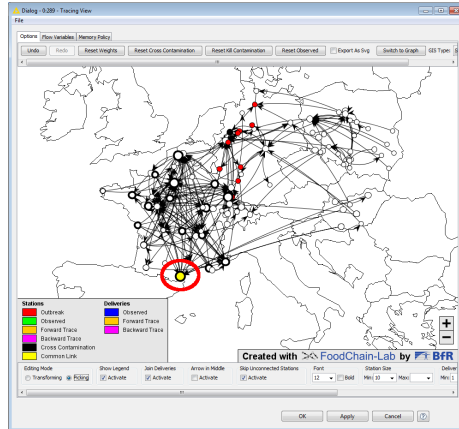 Dialog - 0:289 - Tracing View
File
Options Flow Variables Memory Policy
Undo Redo Reset Weights Reset Cross Contamination Reset Kill Contamination Reset Observed Export As Svg Switch to Graph GIS Type: S
Stations Deliveries
Outbreak Observed
Observed Forward Trace
Forward Trace Backward Trace
Backward Trace
Cross Contamination
Common Link
+
−
Created with FoodChain-Lab by BfR
Editing Mode Show Legend Join Deliveries Arrow in Middle Skip Unconnected Stations Font Station Size Deliver
Transforming Picking Activate Activate Activate Activate 12 Bold Min: 10 Max: Min: 1
OK Apply Cancel ?